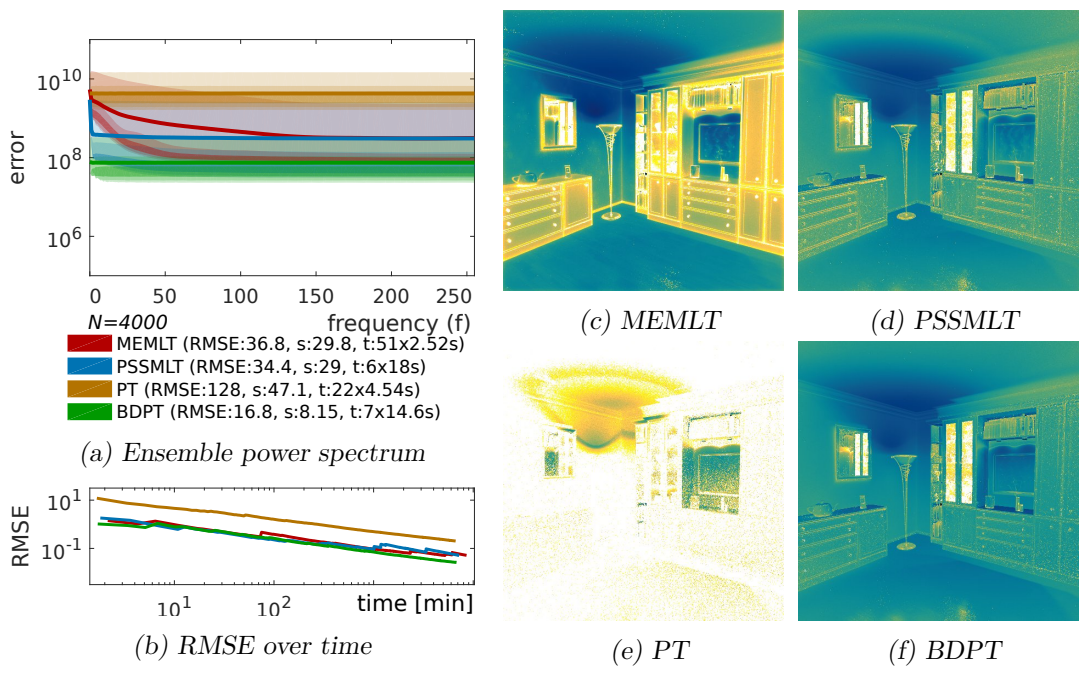 10^10
10^8
10^6
error
0 50 100 150 200 250
N=4000 frequency (f)
MEMLT (RMSE:36.8, s:29.8, t:51x2.52s)
PSSMLT (RMSE:34.4, s:29, t:6x18s)
PT (RMSE:128, s:47.1, t:22x4.54s)
BDPT (RMSE:16.8, s:8.15, t:7x14.6s)
(a) Ensemble power spectrum
10^1
10^-1
RMSE
10^1 10^2 time [min]
(b) RMSE over time
(c) MEMLT
(d) PSSMLT
(e) PT
(f) BDPT